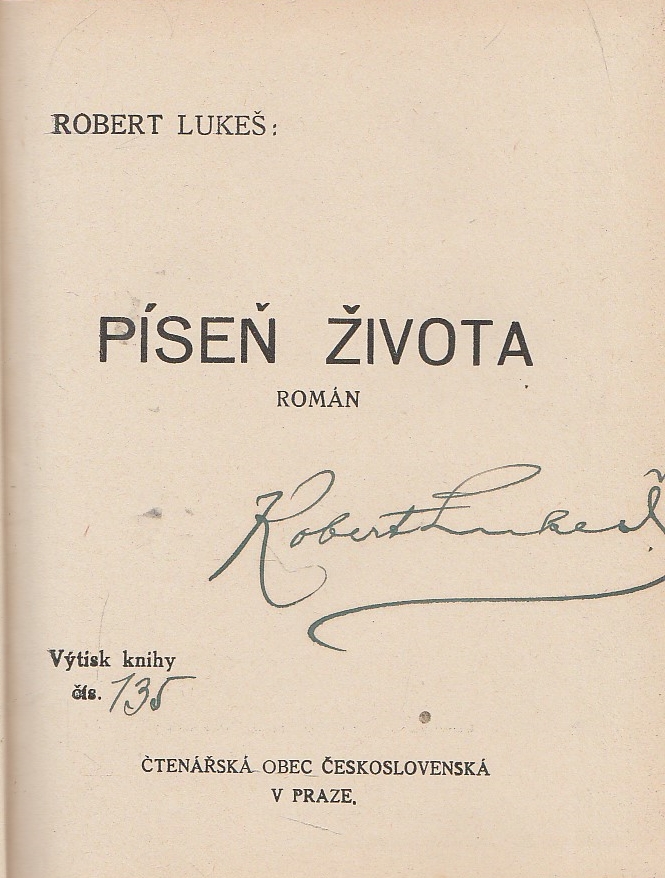 ROBERT LUKEŠ:
PÍSEŇ ŽIVOTA
ROMÁN
Robert Lukeš
Výtisk knihy
čís. 135
ČTENÁŘSKÁ OBEC ČESKOSLOVENSKÁ
V PRAZE.